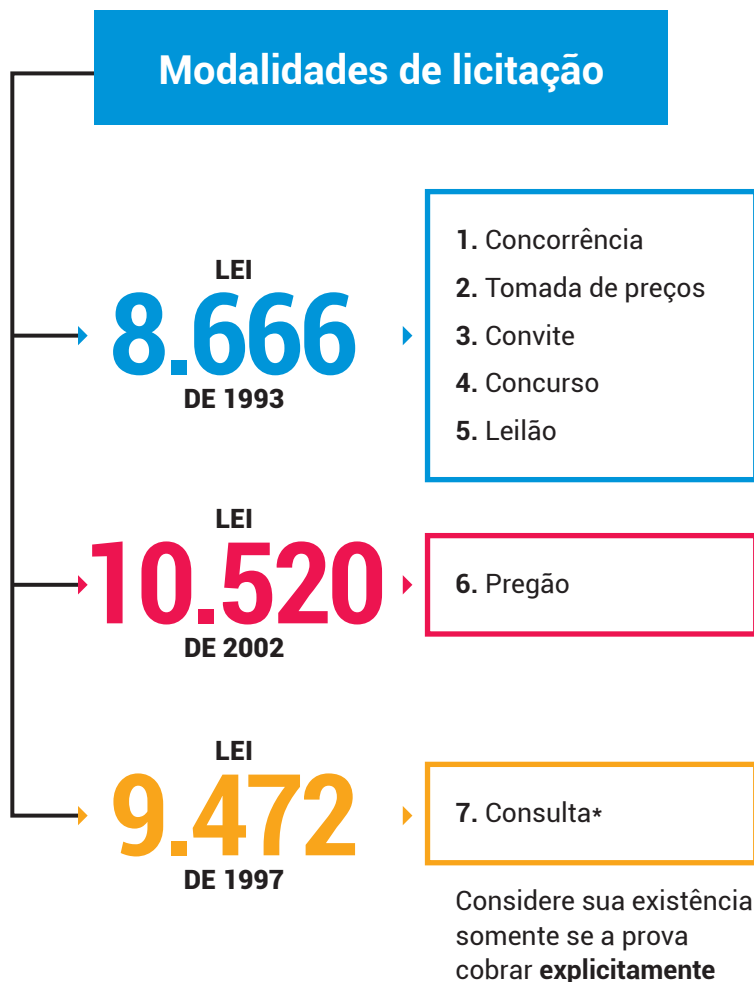 Modalidades de licitação
LEI
8.666
DE 1993
1. Concorrência
2. Tomada de preços
3. Convite
4. Concurso
5. Leilão
LEI
10.520
DE 2002
6. Pregão
LEI
9.472
DE 1997
7. Consulta*
Considere sua existência
somente se a prova
cobrar explicitamente